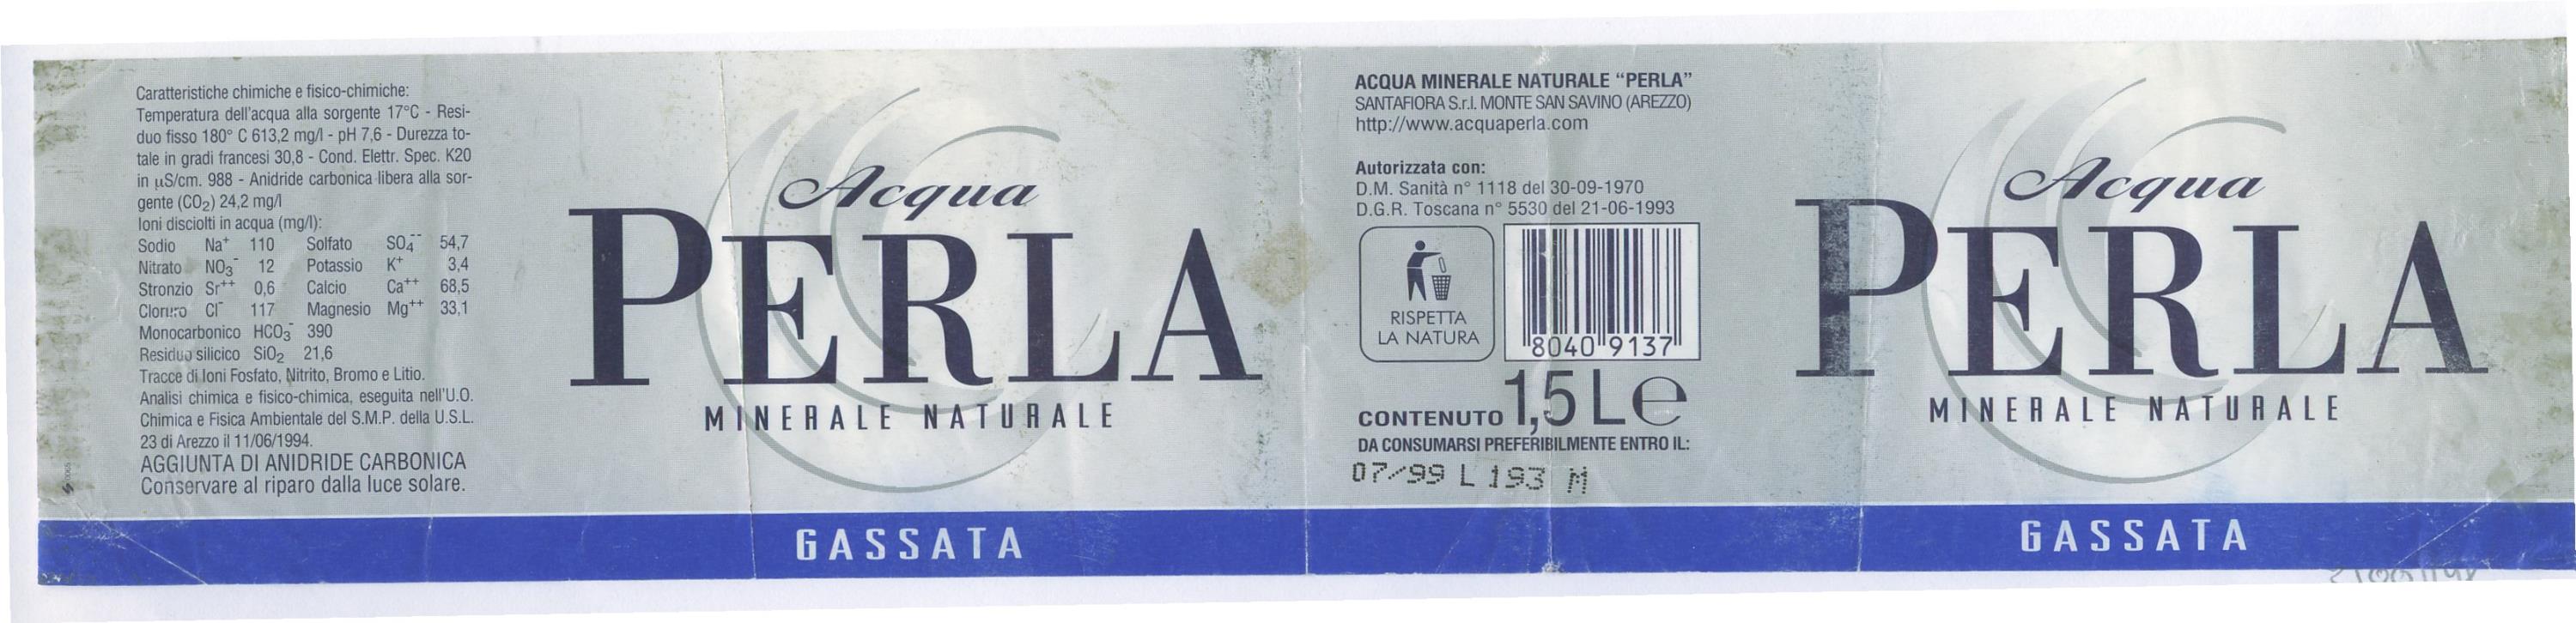 Caratteristiche chimiche e fisico-chimiche:
Temperatura dell'acqua alla sorgente 17°C - Resi-
duo fisso 180° C 613,2 mg/l - pH 7,6 - Durezza to-
tale in gradi francesi 30,8 - Cond. Elettr. Spec. K20
in µS/cm. 988 - Anidride carbonica libera alla sor-
gente (CO₂) 24,2 mg/l
Ioni disciolti in acqua (mg/l):
Sodio Na⁺ 110 Solfato SO₄⁻⁻ 54,7
Nitrato NO₃⁻ 12 Potassio K⁺ 3,4
Stronzio Sr⁺⁺ 0,6 Calcio Ca⁺⁺ 68,5
Cloruro Cl⁻ 117 Magnesio Mg⁺⁺ 33,1
Monocarbonico HCO₃⁻ 390
Residuo silicico SiO₂ 21,6
Tracce di Ioni Fosfato, Nitrito, Bromo e Litio.
Analisi chimica e fisico-chimica, eseguita nell'U.O.
Chimica e Fisica Ambientale del S.M.P. della U.S.L.
23 di Arezzo il 11/06/1994.
AGGIUNTA DI ANIDRIDE CARBONICA
Conservare al riparo dalla luce solare.
Acqua
PERLA
MINERALE NATURALE
GASSATA
ACQUA MINERALE NATURALE “PERLA”
SANTAFIORA S.r.l. MONTE SAN SAVINO (AREZZO)
http://www.acquaperla.com
Autorizzata con:
D.M. Sanità n° 1118 del 30-09-1970
D.G.R. Toscana n° 5530 del 21-06-1993
RISPETTA
LA NATURA
8040 9137
CONTENUTO 1,5 L e
DA CONSUMARSI PREFERIBILMENTE ENTRO IL:
07/99 L 193 M
Acqua
PERLA
MINERALE NATURALE
GASSATA